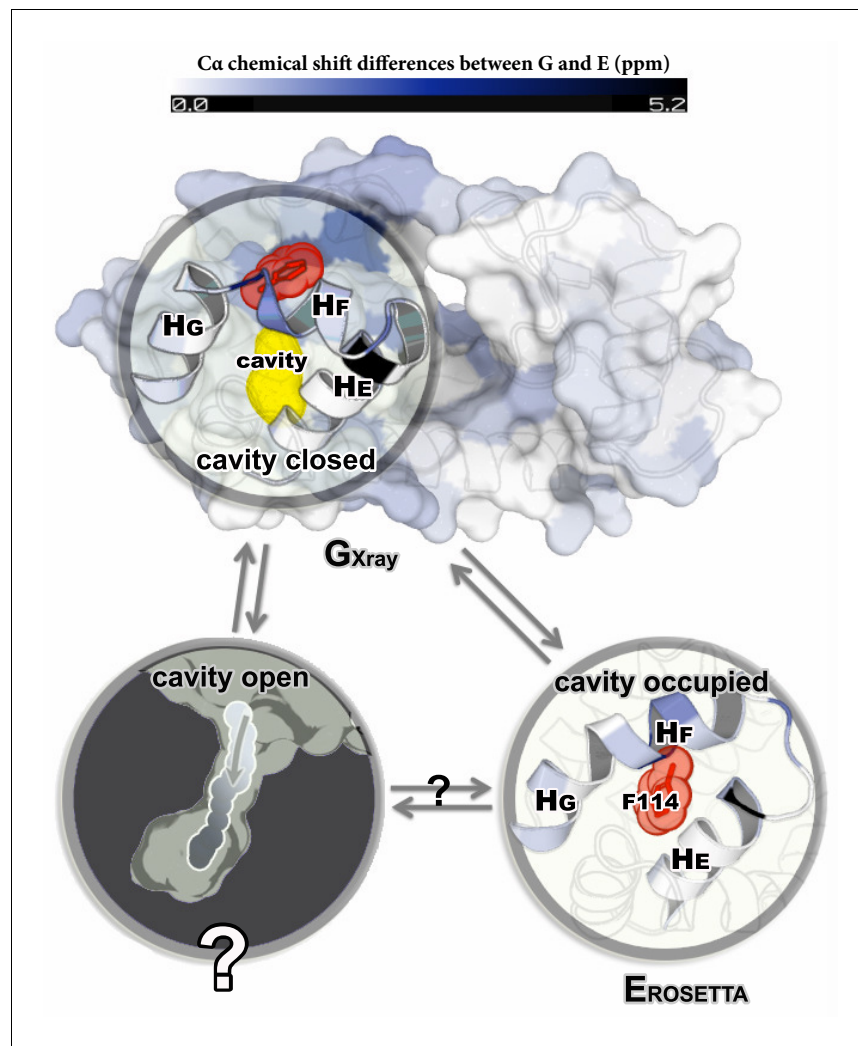 Cα chemical shift differences between G and E (ppm)
0.0 5.2
HG
HF
cavity
HE
cavity closed
GXray
cavity open
cavity occupied
?
HF
HG
F114
HE
?
EROSETTA